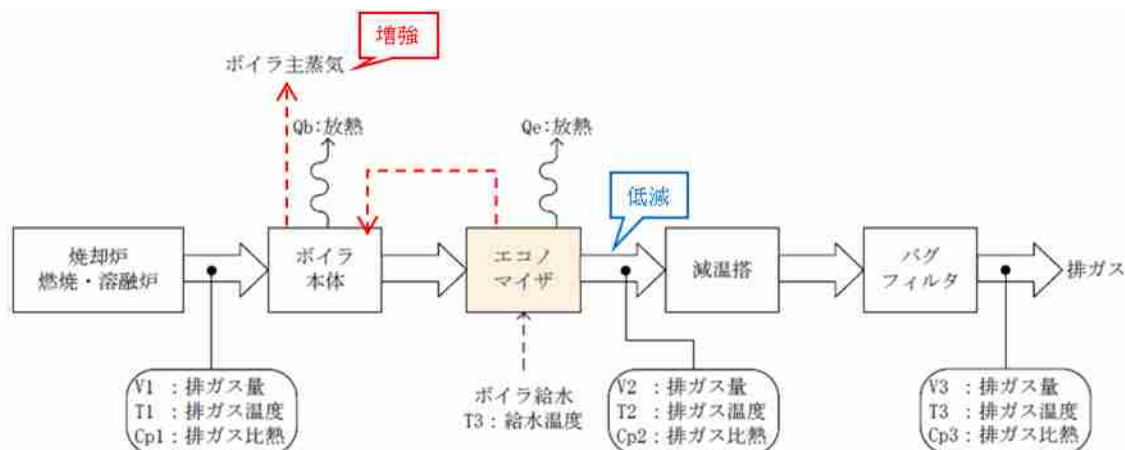 増強
ボイラ主蒸気
Qb:放熱
Qe:放熱
低減
焼却炉
燃焼・溶融炉
ボイラ
本体
エコノ
マイザ
減温搭
バグ
フィルタ
排ガス
V1 :排ガス量
T1 :排ガス温度
Cp1:排ガス比熱
ボイラ給水
T3:給水温度
V2 :排ガス量
T2 :排ガス温度
Cp2:排ガス比熱
V3 :排ガス量
T3 :排ガス温度
Cp3:排ガス比熱